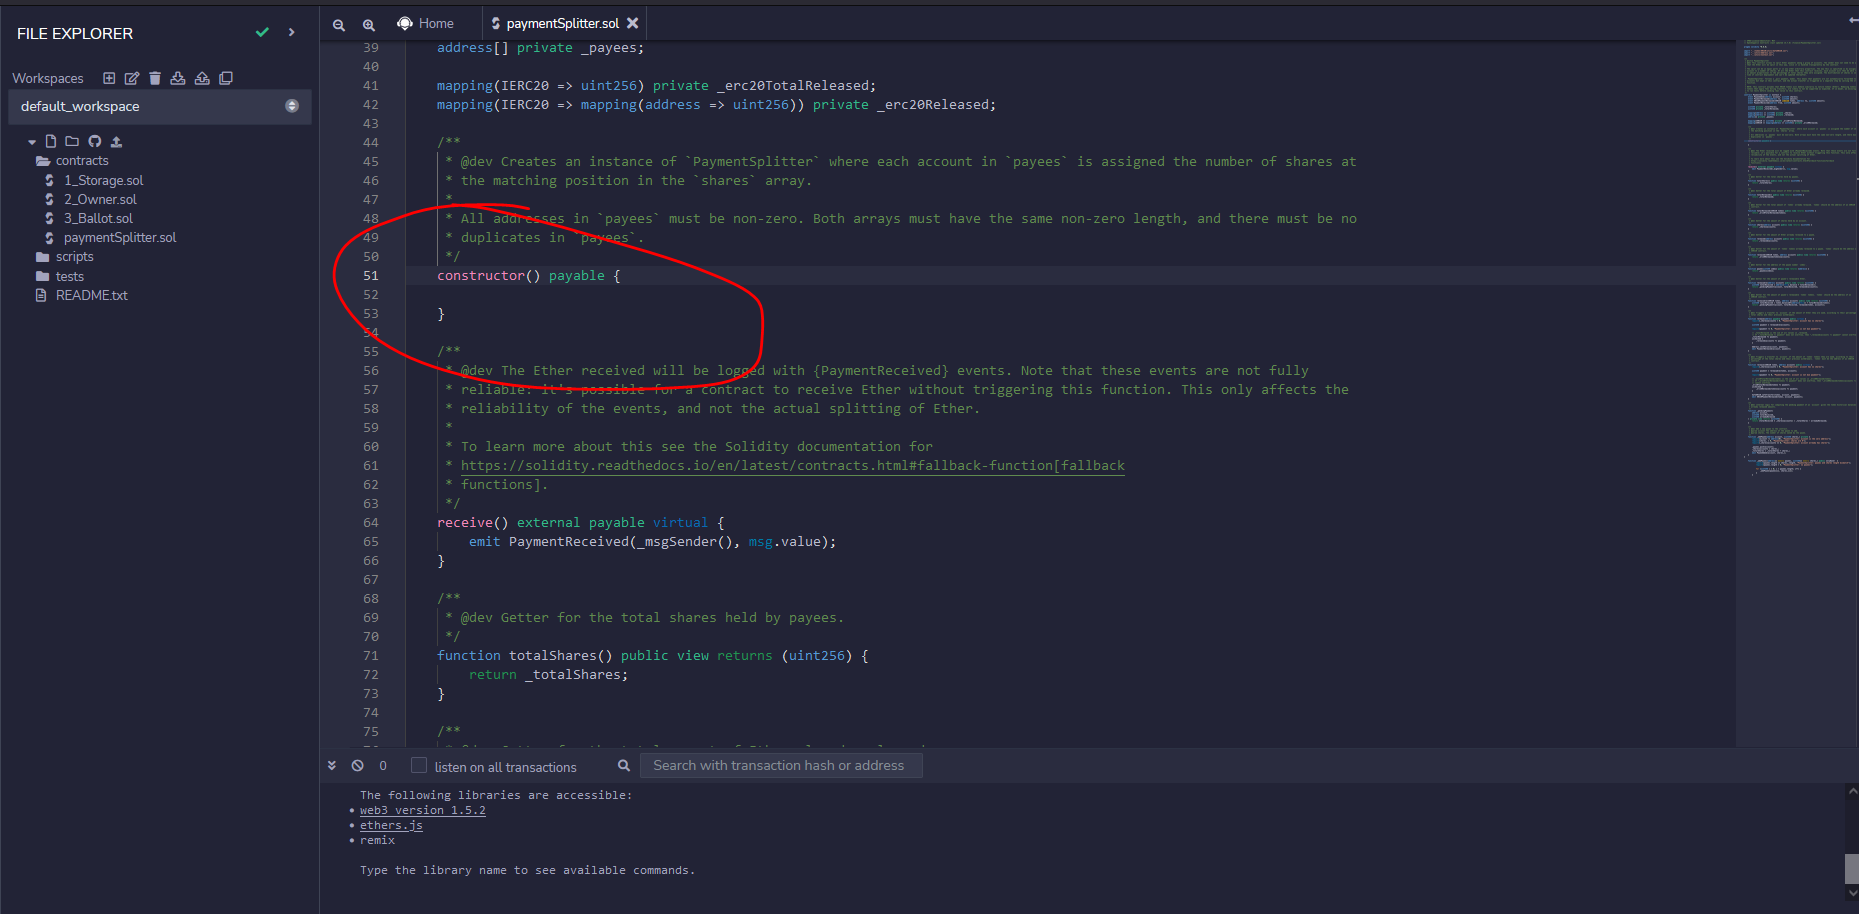 FILE EXPLORER
Workspaces
default_workspace
contracts
1_Storage.sol
2_Owner.sol
3_Ballot.sol
paymentSplitter.sol
scripts
tests
README.txt
Home
paymentSplitter.sol
39 address[] private _payees;
40
41 mapping(IERC20 => uint256) private _erc20TotalReleased;
42 mapping(IERC20 => mapping(address => uint256)) private _erc20Released;
43
44 /**
45 * @dev Creates an instance of `PaymentSplitter` where each account in `payees` is assigned the number of shares at
46 * the matching position in the `shares` array.
47 *
48 * All addresses in `payees` must be non-zero. Both arrays must have the same non-zero length, and there must be no
49 * duplicates in `payees`.
50 */
51 constructor() payable {
52
53 }
54
55 /**
56 * @dev The Ether received will be logged with {PaymentReceived} events. Note that these events are not fully
57 * reliable: it's possible for a contract to receive Ether without triggering this function. This only affects the
58 * reliability of the events, and not the actual splitting of Ether.
59 *
60 * To learn more about this see the Solidity documentation for
61 * https://solidity.readthedocs.io/en/latest/contracts.html#fallback-function[fallback
62 * functions].
63 */
64 receive() external payable virtual {
65 emit PaymentReceived(_msgSender(), msg.value);
66 }
67
68 /**
69 * @dev Getter for the total shares held by payees.
70 */
71 function totalShares() public view returns (uint256) {
72 return _totalShares;
73 }
74
75 /**
0
listen on all transactions
Search with transaction hash or address
The following libraries are accessible:
• web3 version 1.5.2
• ethers.js
• remix
Type the library name to see available commands.